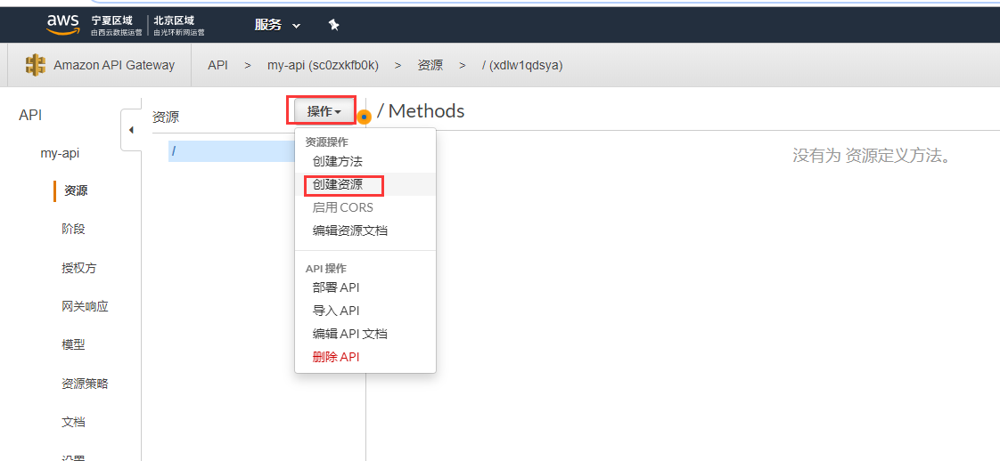 aws 宁夏区域 北京区域
由西云数据运营 由光环新网运营
服务
Amazon API Gateway API > my-api (sc0zxkfb0k) > 资源 > / (xdlw1qdsya)
API
my-api
资源
阶段
授权方
网关响应
模型
资源策略
文档
设置
资源
操作
/
资源操作
创建方法
创建资源
启用 CORS
编辑资源文档
API 操作
部署 API
导入 API
编辑 API 文档
删除 API
/ Methods
没有为 资源定义方法。